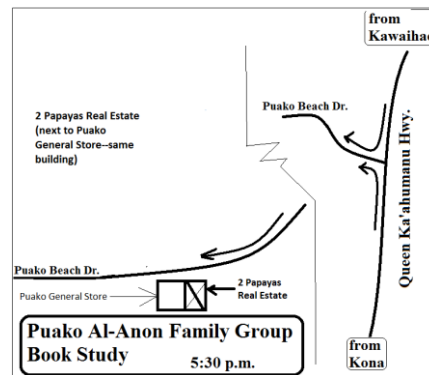 from
Kawaihae
2 Papayas Real Estate
(next to Puako
General Store--same
building)
Puako Beach Dr.
Queen Ka'ahumanu Hwy.
Puako Beach Dr.
2 Papayas
Real Estate
Puako General Store
Puako Al-Anon Family Group
Book Study
5:30 p.m.
from
Kona